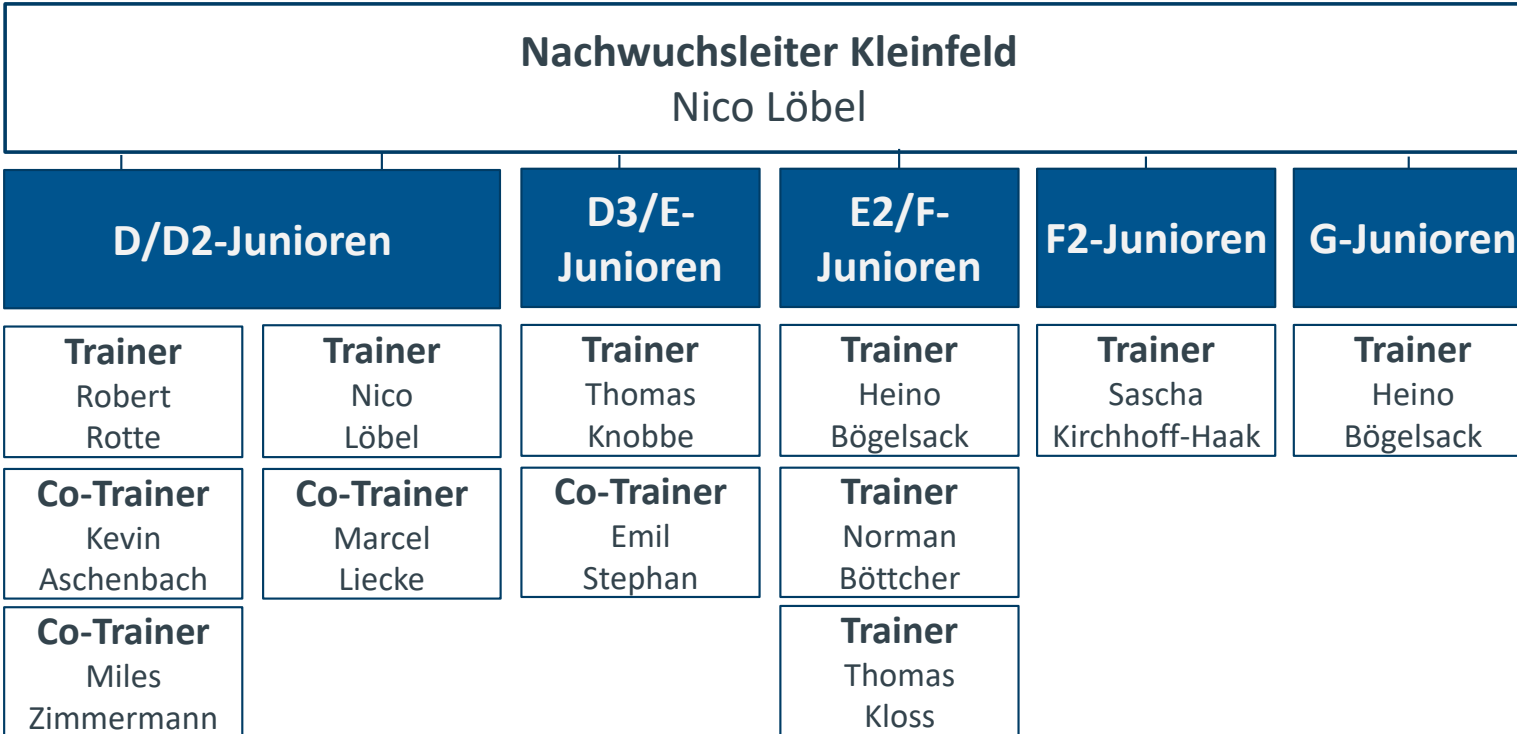 Nachwuchsleiter Kleinfeld
Nico Löbel
D/D2-Junioren
D3/E-
Junioren
E2/F-
Junioren
F2-Junioren
G-Junioren
Trainer
Robert
Rotte
Trainer
Nico
Löbel
Trainer
Thomas
Knobbe
Trainer
Heino
Bögelsack
Trainer
Sascha
Kirchhoff-Haak
Trainer
Heino
Bögelsack
Co-Trainer
Kevin
Aschenbach
Co-Trainer
Marcel
Liecke
Co-Trainer
Emil
Stephan
Trainer
Norman
Böttcher
Co-Trainer
Miles
Zimmermann
Trainer
Thomas
Kloss